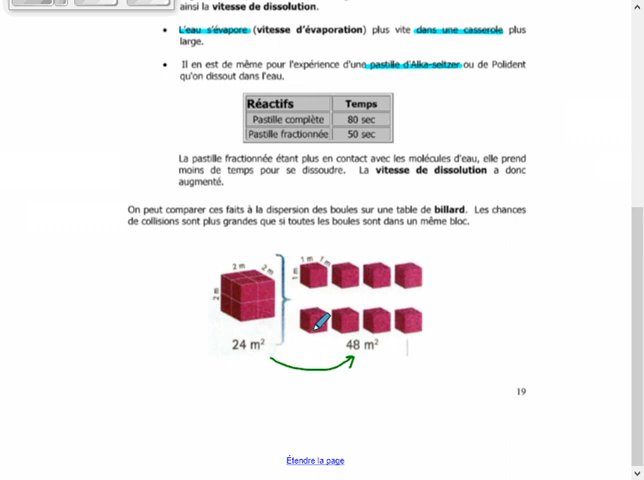 ainsi la vitesse de dissolution.
• L'eau s'évapore (vitesse d'évaporation) plus vite dans une casserole plus
large.
• Il en est de même pour l'expérience d'une pastille d'Alka-seltzer ou de Polident
qu'on dissout dans l'eau.
Réactifs Temps
Pastille complète 80 sec
Pastille fractionnée 50 sec
La pastille fractionnée étant plus en contact avec les molécules d'eau, elle prend
moins de temps pour se dissoudre. La vitesse de dissolution a donc
augmenté.
On peut comparer ces faits à la dispersion des boules sur une table de billard. Les chances
de collisions sont plus grandes que si toutes les boules sont dans un même bloc.
2 m 2 m 2 m
1 m 1 m 1 m
24 m² 48 m²
19
Étendre la page